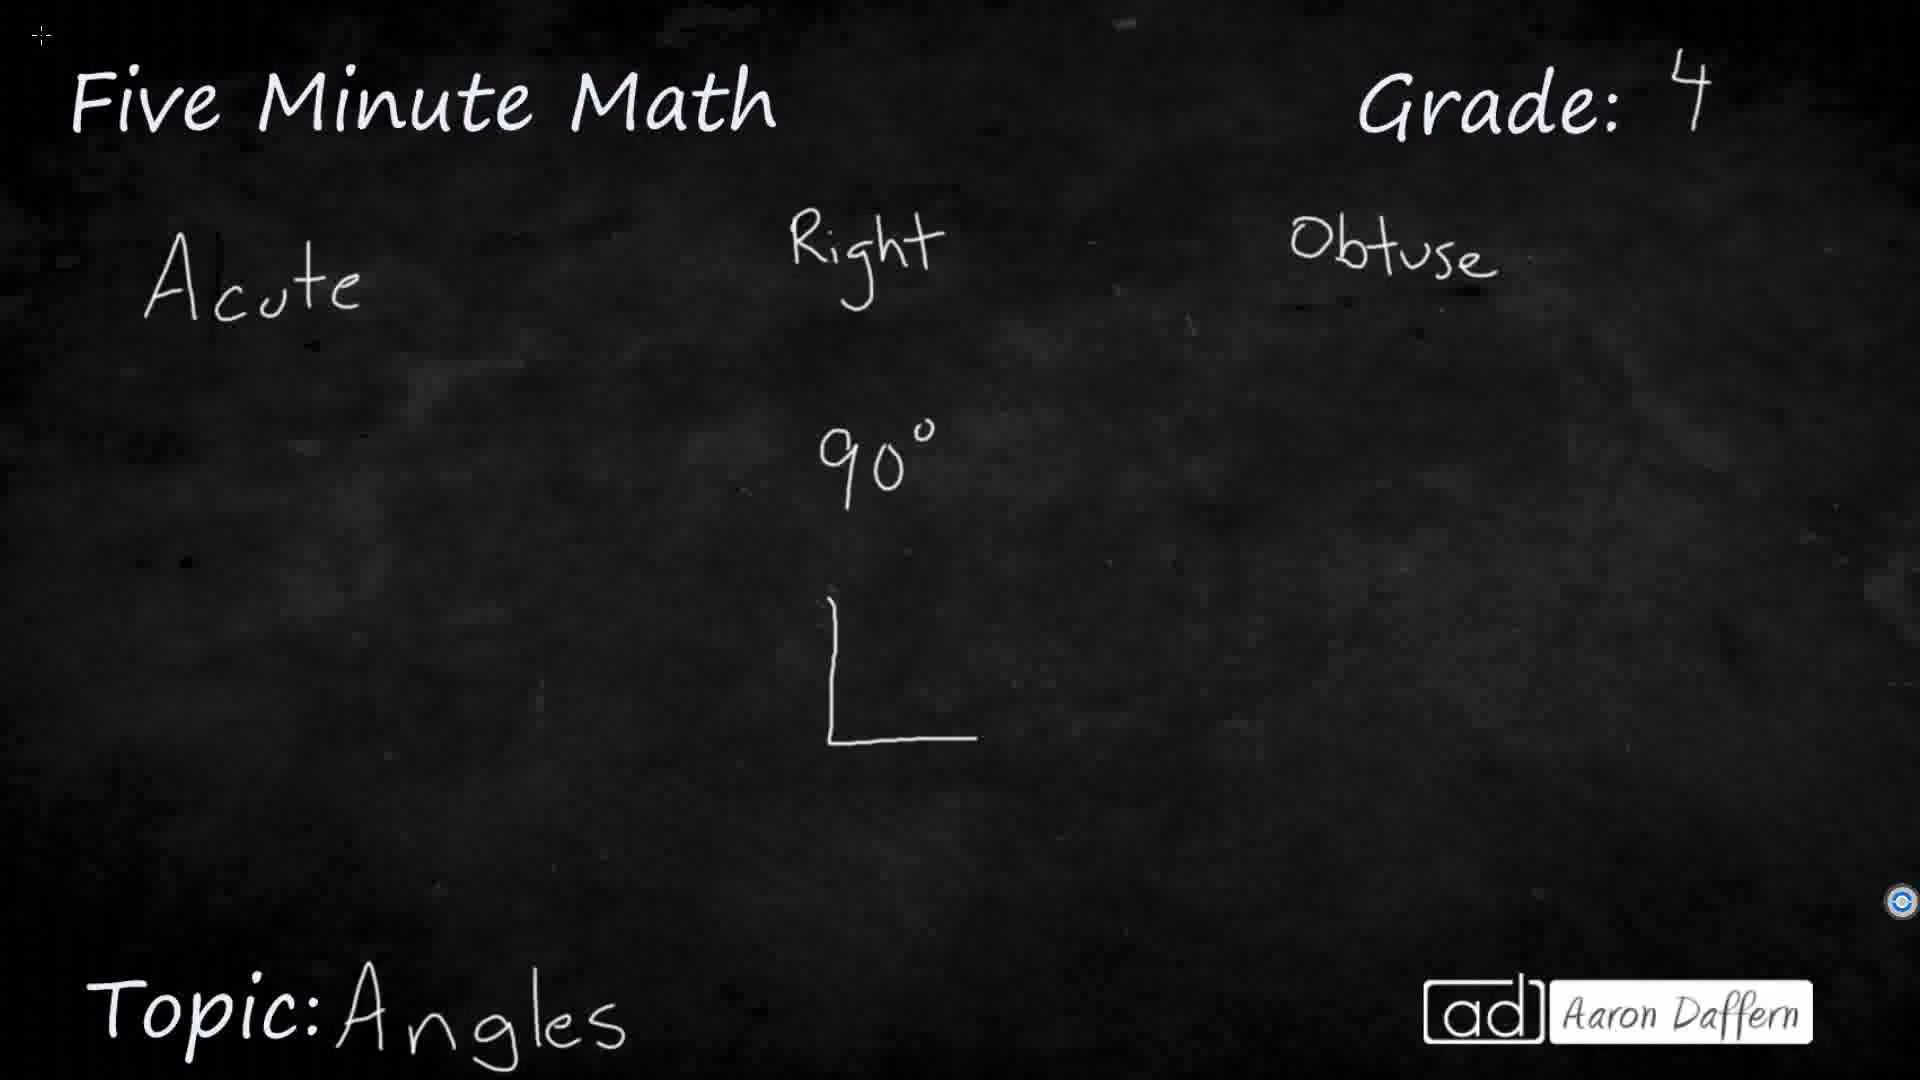 Five Minute Math Grade: 4
Acute Right Obtuse
90°
Topic: Angles
ad Aaron Daffern